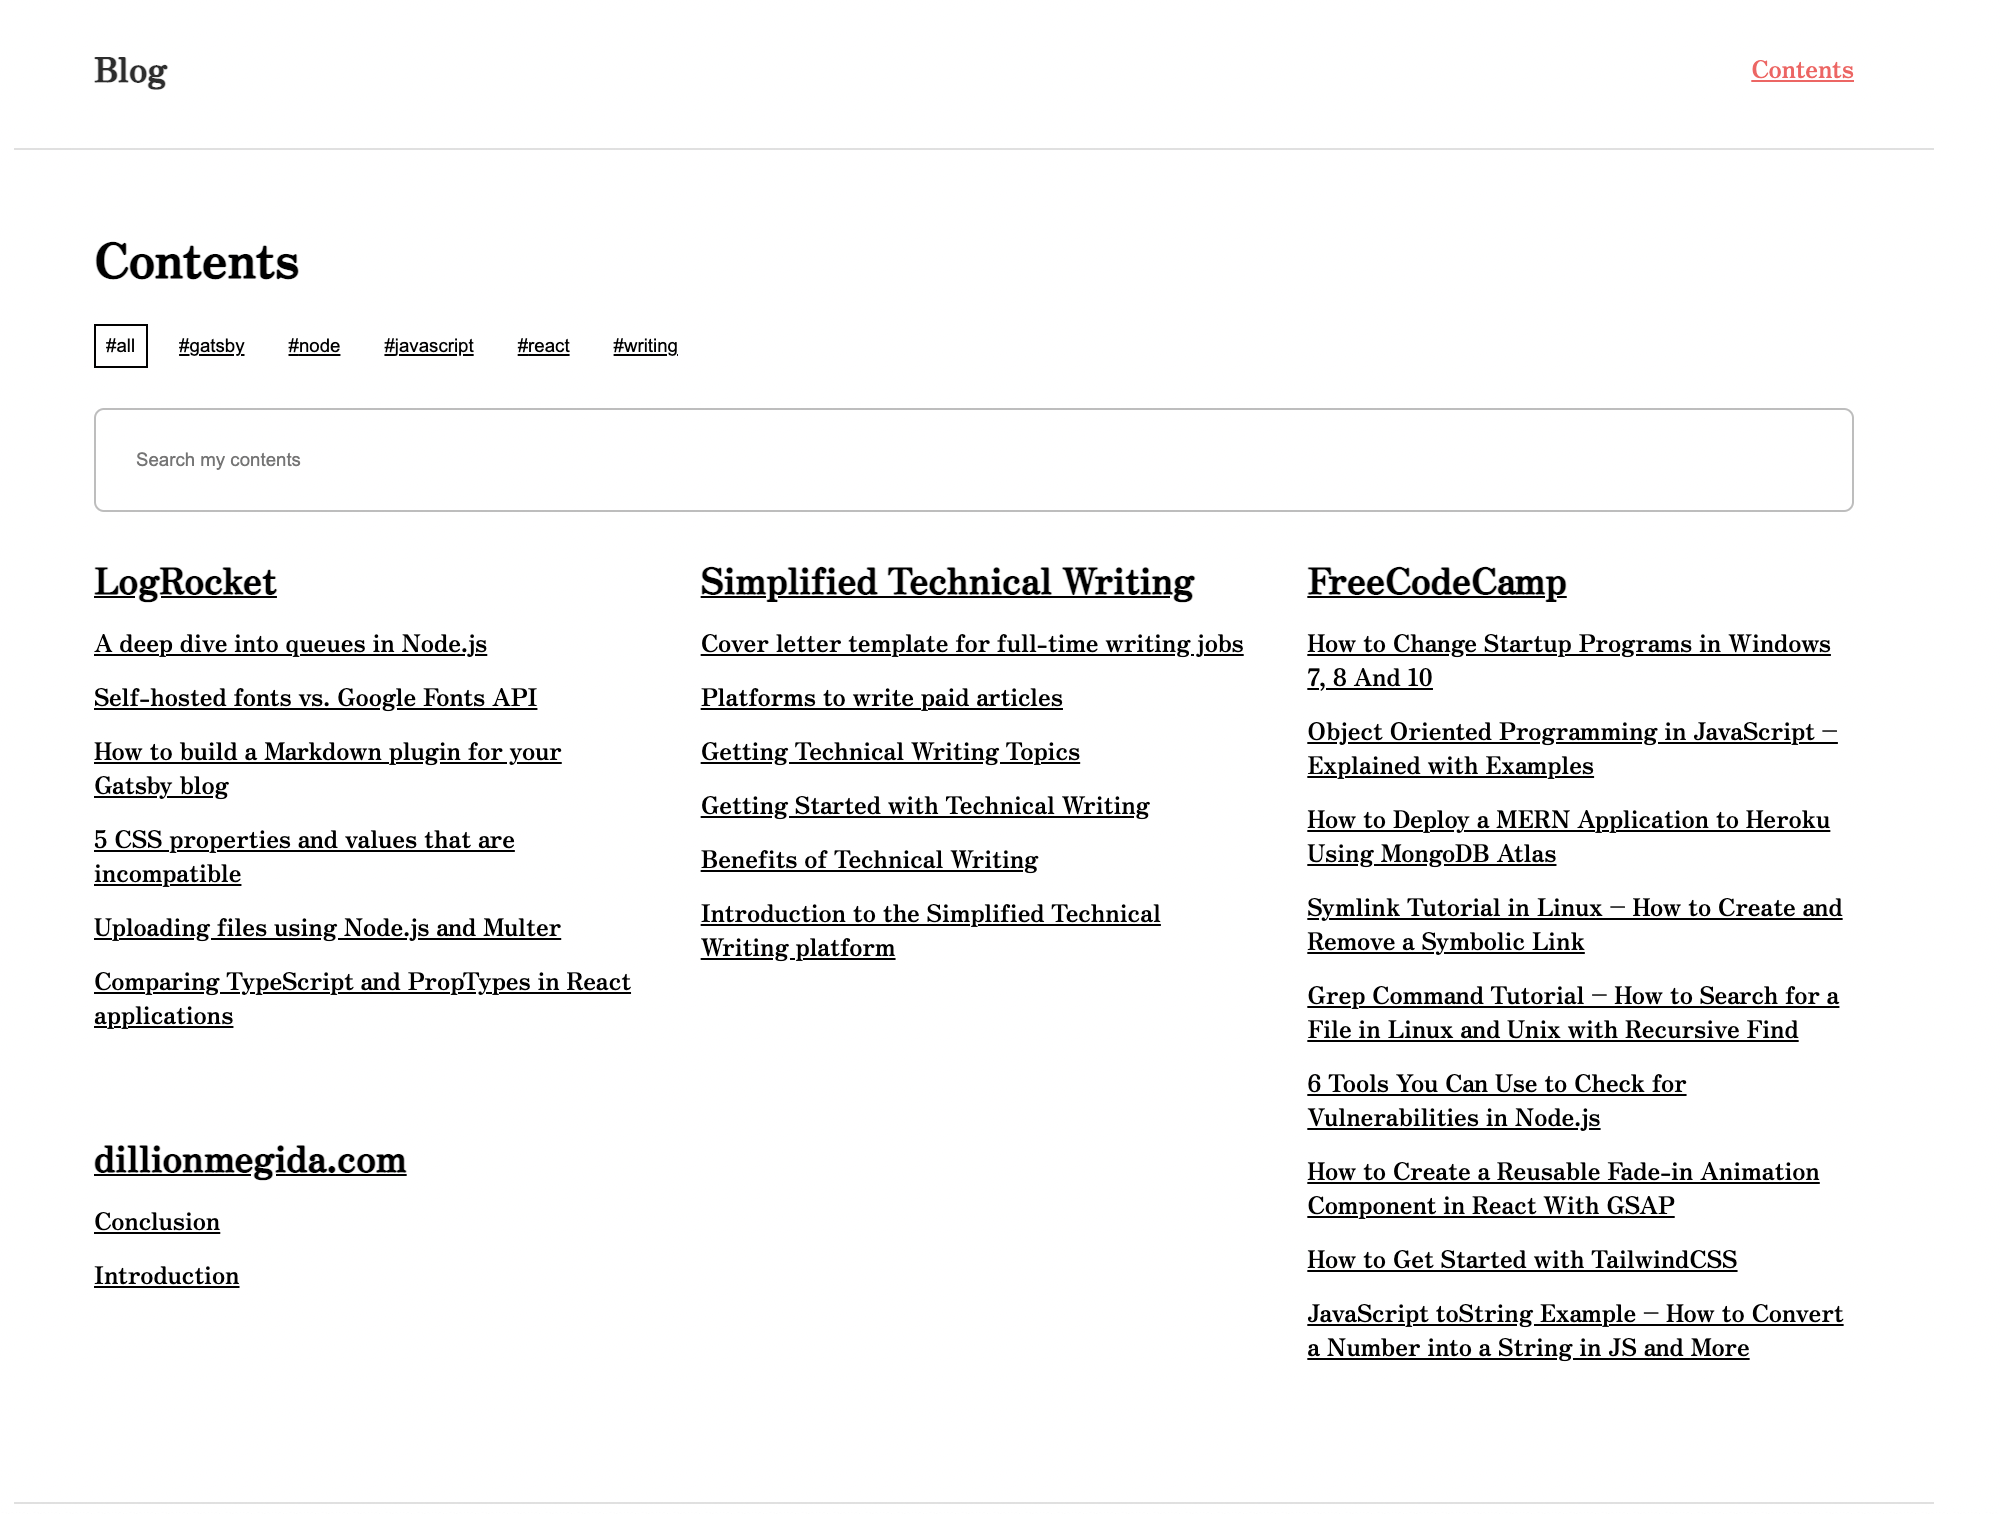 Blog
Contents
Contents
#all
#gatsby
#node
#javascript
#react
#writing
Search my contents
LogRocket
A deep dive into queues in Node.js
Self-hosted fonts vs. Google Fonts API
How to build a Markdown plugin for your
Gatsby blog
5 CSS properties and values that are
incompatible
Uploading files using Node.js and Multer
Comparing TypeScript and PropTypes in React
applications
Simplified Technical Writing
Cover letter template for full-time writing jobs
Platforms to write paid articles
Getting Technical Writing Topics
Getting Started with Technical Writing
Benefits of Technical Writing
Introduction to the Simplified Technical
Writing platform
FreeCodeCamp
How to Change Startup Programs in Windows
7, 8 And 10
Object Oriented Programming in JavaScript –
Explained with Examples
How to Deploy a MERN Application to Heroku
Using MongoDB Atlas
Symlink Tutorial in Linux – How to Create and
Remove a Symbolic Link
Grep Command Tutorial – How to Search for a
File in Linux and Unix with Recursive Find
6 Tools You Can Use to Check for
Vulnerabilities in Node.js
How to Create a Reusable Fade-in Animation
Component in React With GSAP
How to Get Started with TailwindCSS
JavaScript toString Example – How to Convert
a Number into a String in JS and More
dillionmegida.com
Conclusion
Introduction